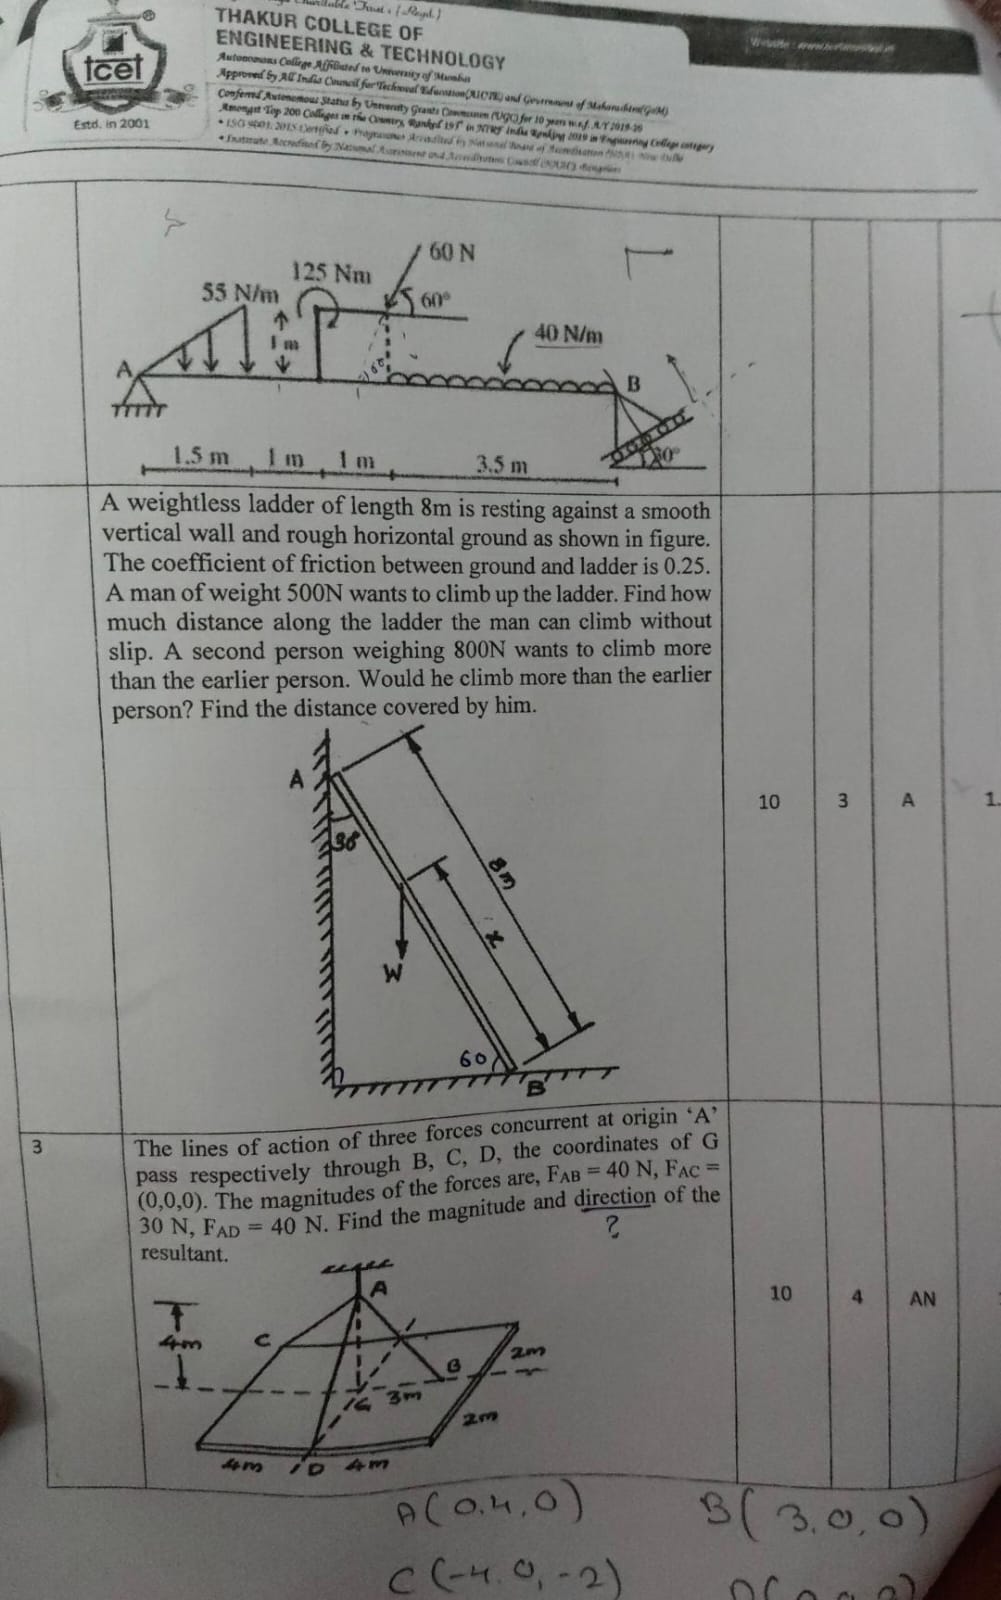 Charitable Trust. (Regd.)
THAKUR COLLEGE OF
ENGINEERING & TECHNOLOGY
Autonomous College Affiliated to University of Mumbai
Approved by All India Council for Technical Education(AICTE) and Government of Maharashtra(GoM)
Conferred Autonomous Status by University Grants Commission (UGC) for 10 years w.e.f. A.Y 2019-20
Amongst Top 200 Colleges in the Country, Ranked 193 in NIRF India Ranking 2019 in Engineering College category
• ISO 9001:2015 Certified • Programmes Accredited by National Board of Accreditation New Delhi
• Institute Accredited by National Assessment and Accreditation Council Bengaluru
tcet
Estd. in 2001
60 N
125 Nm
55 N/m
60°
1 m
40 N/m
A
60
B
30°
1.5 m 1 m 1 m 3.5 m
A weightless ladder of length 8m is resting against a smooth
vertical wall and rough horizontal ground as shown in figure.
The coefficient of friction between ground and ladder is 0.25.
A man of weight 500N wants to climb up the ladder. Find how
much distance along the ladder the man can climb without
slip. A second person weighing 800N wants to climb more
than the earlier person. Would he climb more than the earlier
person? Find the distance covered by him.
A
30°
8m
x
W
60
B
10 3 A 1.
3
The lines of action of three forces concurrent at origin ‘A’
pass respectively through B, C, D, the coordinates of G
(0,0,0). The magnitudes of the forces are, FAB = 40 N, FAC =
30 N, FAD = 40 N. Find the magnitude and direction of the
resultant.
?
A
4m
C
B
2m
G
3m
2m
4m D 4m
10 4 AN
A(0,4,0) B(3,0,0)
C(-4,0,-2)